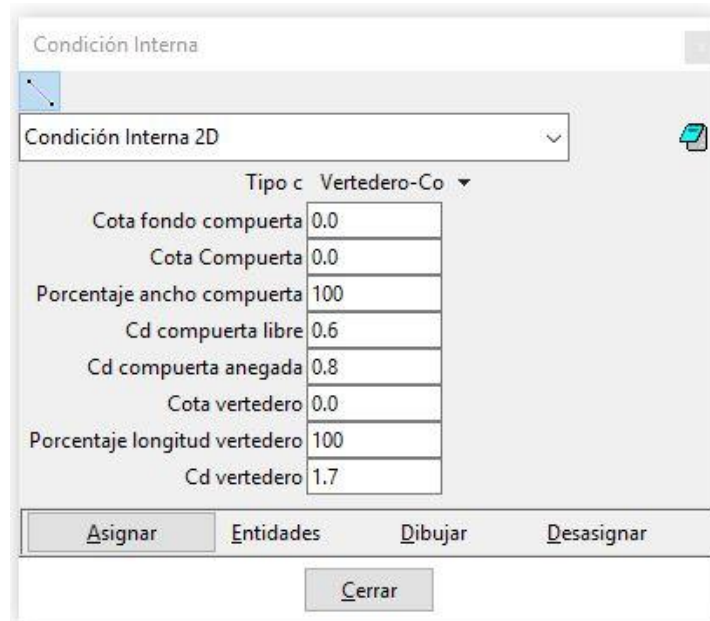 Condición Interna
Condición Interna 2D
Tipo c Vertedero-Co
Cota fondo compuerta 0.0
Cota Compuerta 0.0
Porcentaje ancho compuerta 100
Cd compuerta libre 0.6
Cd compuerta anegada 0.8
Cota vertedero 0.0
Porcentaje longitud vertedero 100
Cd vertedero 1.7
Asignar Entidades Dibujar Desasignar
Cerrar